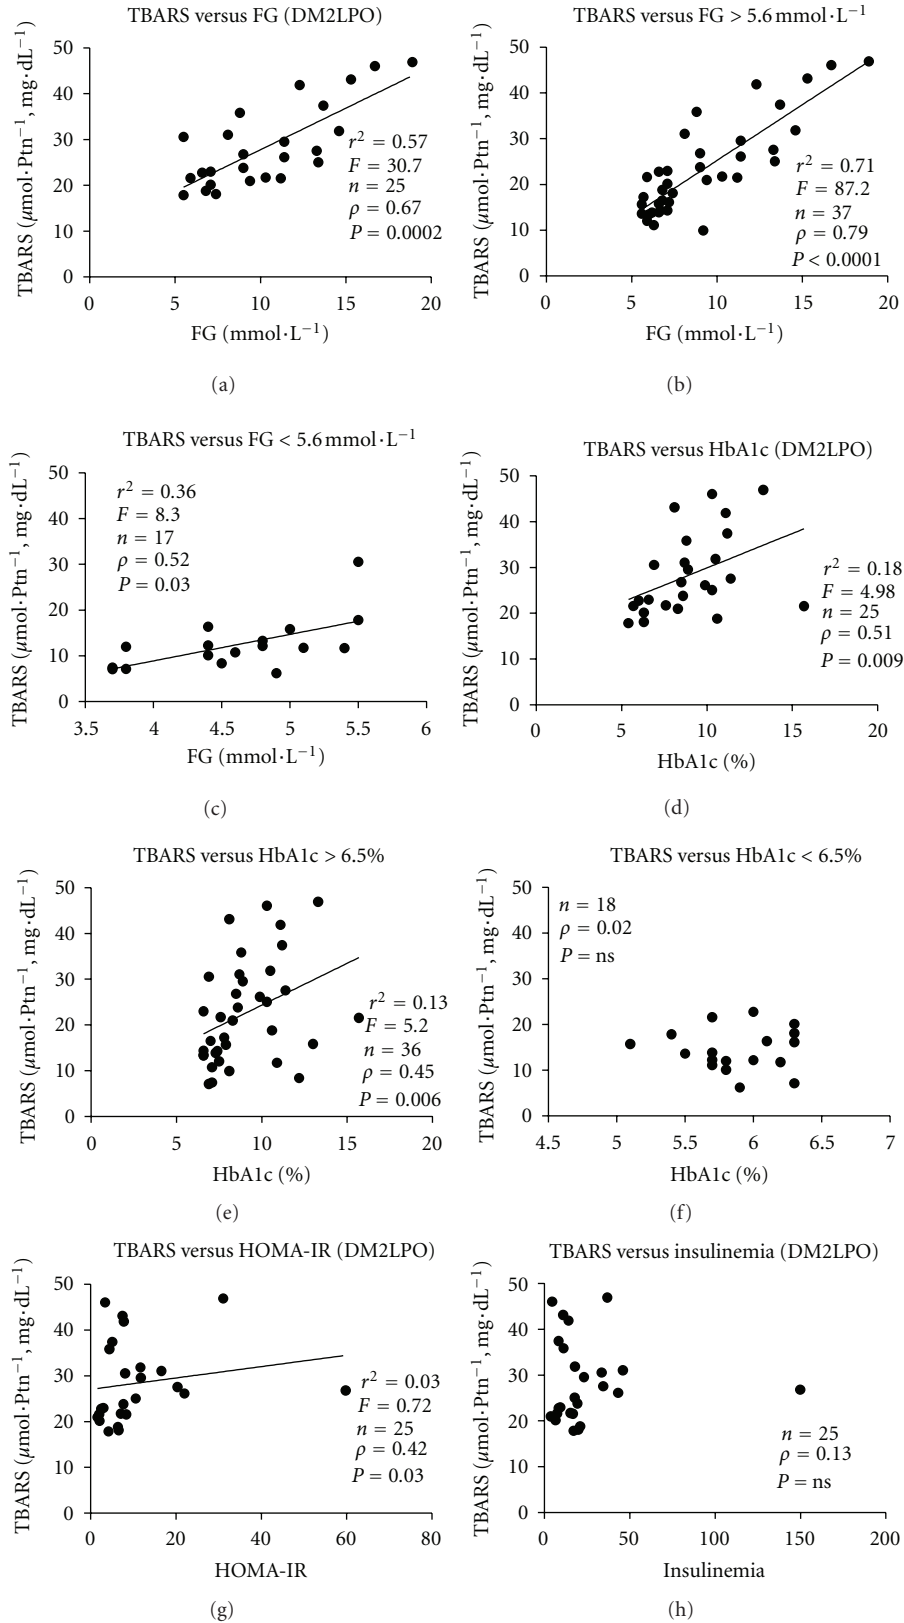 TBARS versus FG (DM2LPO)
TBARS (μmol·Ptn⁻¹, mg·dL⁻¹)
50
40
30
20
10
0
r² = 0.57
F = 30.7
n = 25
ρ = 0.67
P = 0.0002
0 5 10 15 20
FG (mmol·L⁻¹)
(a)
TBARS versus FG > 5.6 mmol·L⁻¹
TBARS (μmol·Ptn⁻¹, mg·dL⁻¹)
50
40
30
20
10
0
r² = 0.71
F = 87.2
n = 37
ρ = 0.79
P < 0.0001
0 5 10 15 20
FG (mmol·L⁻¹)
(b)
TBARS versus FG < 5.6 mmol·L⁻¹
TBARS (μmol·Ptn⁻¹, mg·dL⁻¹)
50
40
30
20
10
0
r² = 0.36
F = 8.3
n = 17
ρ = 0.52
P = 0.03
3.5 4 4.5 5 5.5 6
FG (mmol·L⁻¹)
(c)
TBARS versus HbA1c (DM2LPO)
TBARS (μmol·Ptn⁻¹, mg·dL⁻¹)
50
40
30
20
10
0
r² = 0.18
F = 4.98
n = 25
ρ = 0.51
P = 0.009
0 5 10 15 20
HbA1c (%)
(d)
TBARS versus HbA1c > 6.5%
TBARS (μmol·Ptn⁻¹, mg·dL⁻¹)
50
40
30
20
10
0
r² = 0.13
F = 5.2
n = 36
ρ = 0.45
P = 0.006
0 5 10 15 20
HbA1c (%)
(e)
TBARS versus HbA1c < 6.5%
TBARS (μmol·Ptn⁻¹, mg·dL⁻¹)
50
40
30
20
10
0
n = 18
ρ = 0.02
P = ns
4.5 5 5.5 6 6.5 7
HbA1c (%)
(f)
TBARS versus HOMA-IR (DM2LPO)
TBARS (μmol·Ptn⁻¹, mg·dL⁻¹)
50
40
30
20
10
0
r² = 0.03
F = 0.72
n = 25
ρ = 0.42
P = 0.03
0 20 40 60 80
HOMA-IR
(g)
TBARS versus insulinemia (DM2LPO)
TBARS (μmol·Ptn⁻¹, mg·dL⁻¹)
50
40
30
20
10
0
n = 25
ρ = 0.13
P = ns
0 50 100 150 200
Insulinemia
(h)